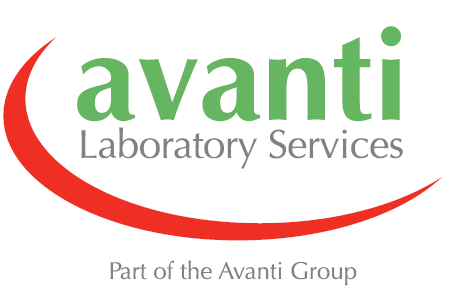 avanti
Laboratory Services
Part of the Avanti Group